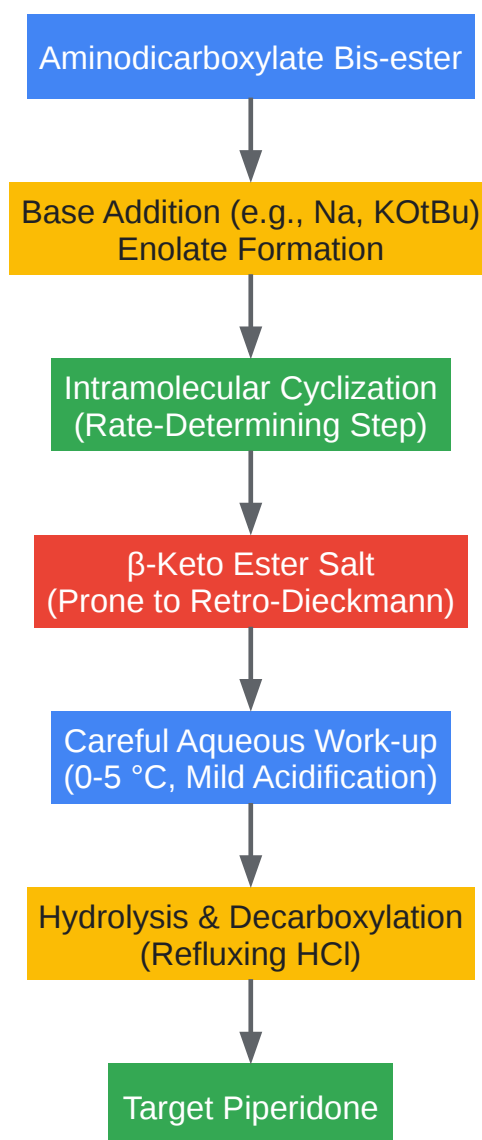 Aminodicarboxylate Bis-ester
Base Addition (e.g., Na, KOtBu)
Enolate Formation
Intramolecular Cyclization
(Rate-Determining Step)
β-Keto Ester Salt
(Prone to Retro-Dieckmann)
Careful Aqueous Work-up
(0-5 °C, Mild Acidification)
Hydrolysis & Decarboxylation
(Refluxing HCl)
Target Piperidone